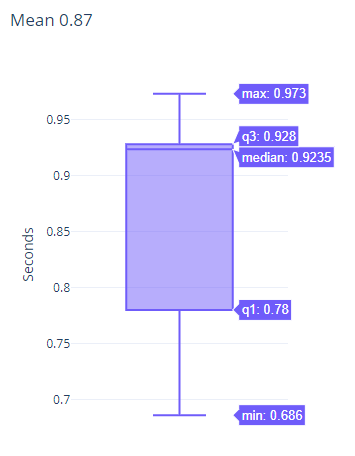 Mean 0.87
max: 0.973
0.95
q3: 0.928
median: 0.9235
0.9
0.85
Seconds
0.8
q1: 0.78
0.75
0.7
min: 0.686